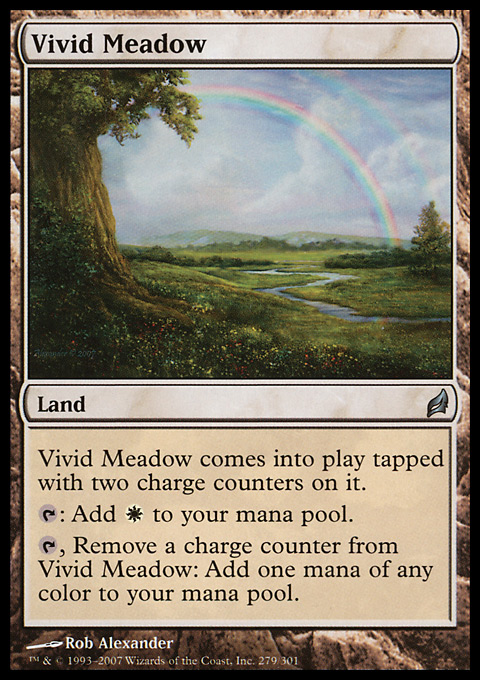 Vivid Meadow
Land
Vivid Meadow comes into play tapped
with two charge counters on it.
: Add to your mana pool.
, Remove a charge counter from
Vivid Meadow: Add one mana of any
color to your mana pool.
Rob Alexander
™ & © 1993–2007 Wizards of the Coast, Inc. 279/301